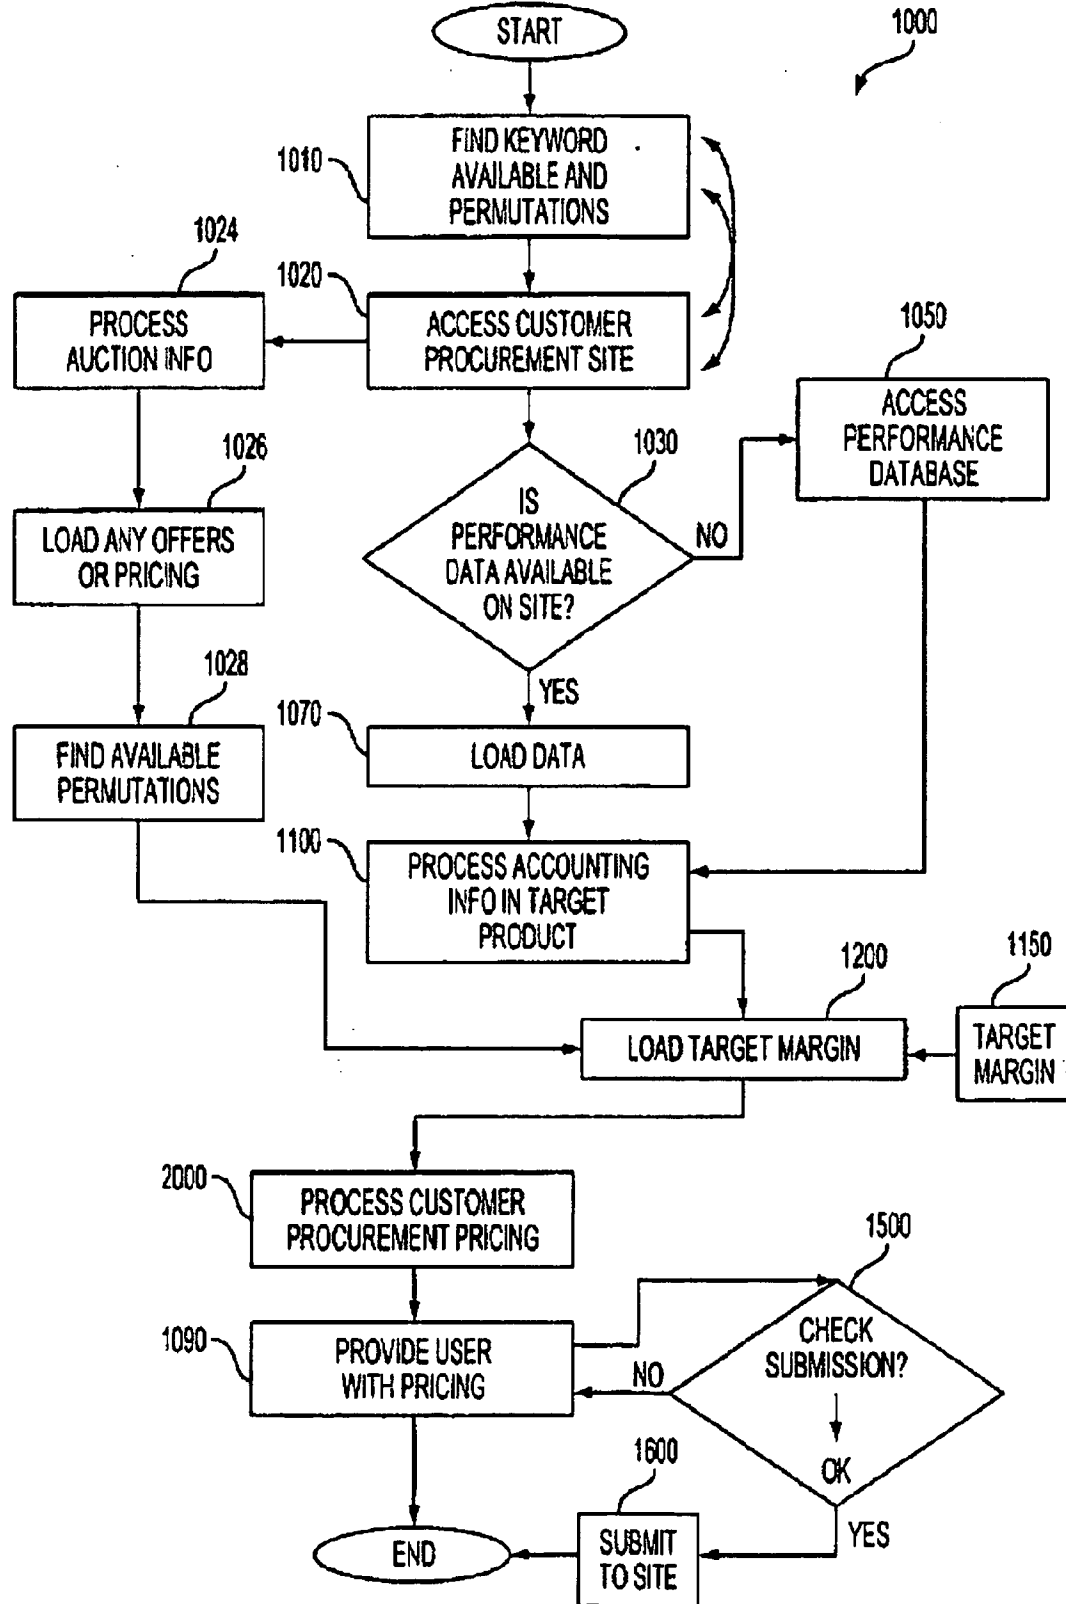 START
1000
FIND KEYWORD
AVAILABLE AND
PERMUTATIONS
1010
1024
1020
PROCESS
AUCTION INFO
ACCESS CUSTOMER
PROCUREMENT SITE
1050
ACCESS
PERFORMANCE
DATABASE
1026
1030
LOAD ANY OFFERS
OR PRICING
IS
PERFORMANCE
DATA AVAILABLE
ON SITE?
NO
YES
1028
FIND AVAILABLE
PERMUTATIONS
1070
LOAD DATA
1100
PROCESS ACCOUNTING
INFO IN TARGET
PRODUCT
1200
1150
LOAD TARGET MARGIN
TARGET
MARGIN
2000
PROCESS CUSTOMER
PROCUREMENT PRICING
1500
1090
PROVIDE USER
WITH PRICING
CHECK
SUBMISSION?
NO
OK
YES
1600
SUBMIT
TO SITE
END